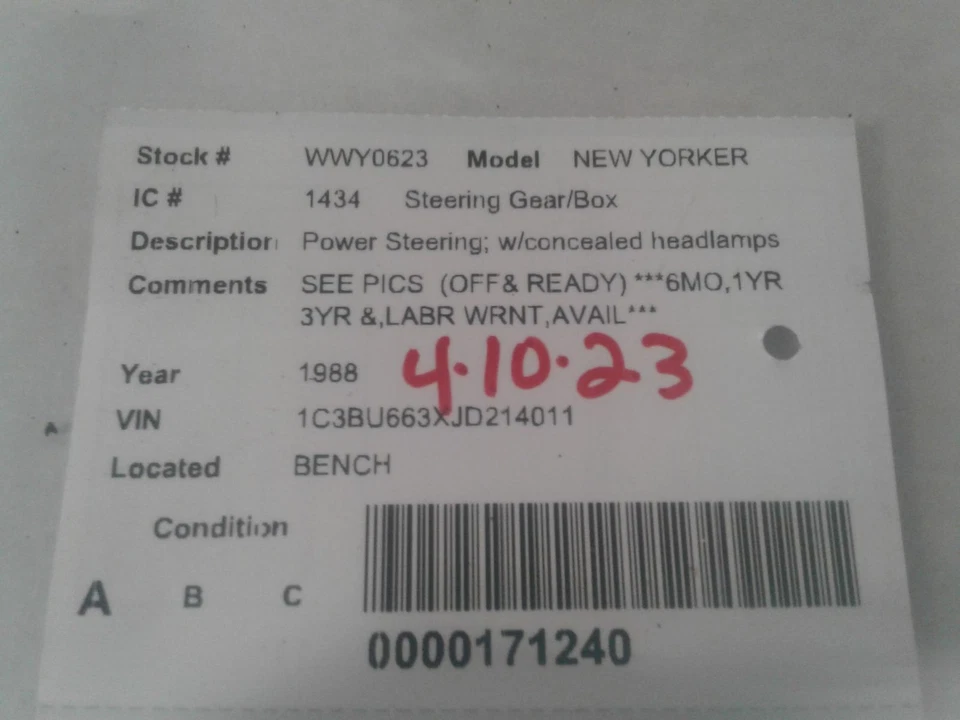 Stock # WWY0623 Model NEW YORKER
IC # 1434 Steering Gear/Box
Description Power Steering; w/concealed headlamps
Comments SEE PICS (OFF& READY) ***6MO,1YR
3YR &,LABR WRNT,AVAIL***
4·10·23
Year 1988
VIN 1C3BU663XJD214011
Located BENCH
Condition
A B C
0000171240